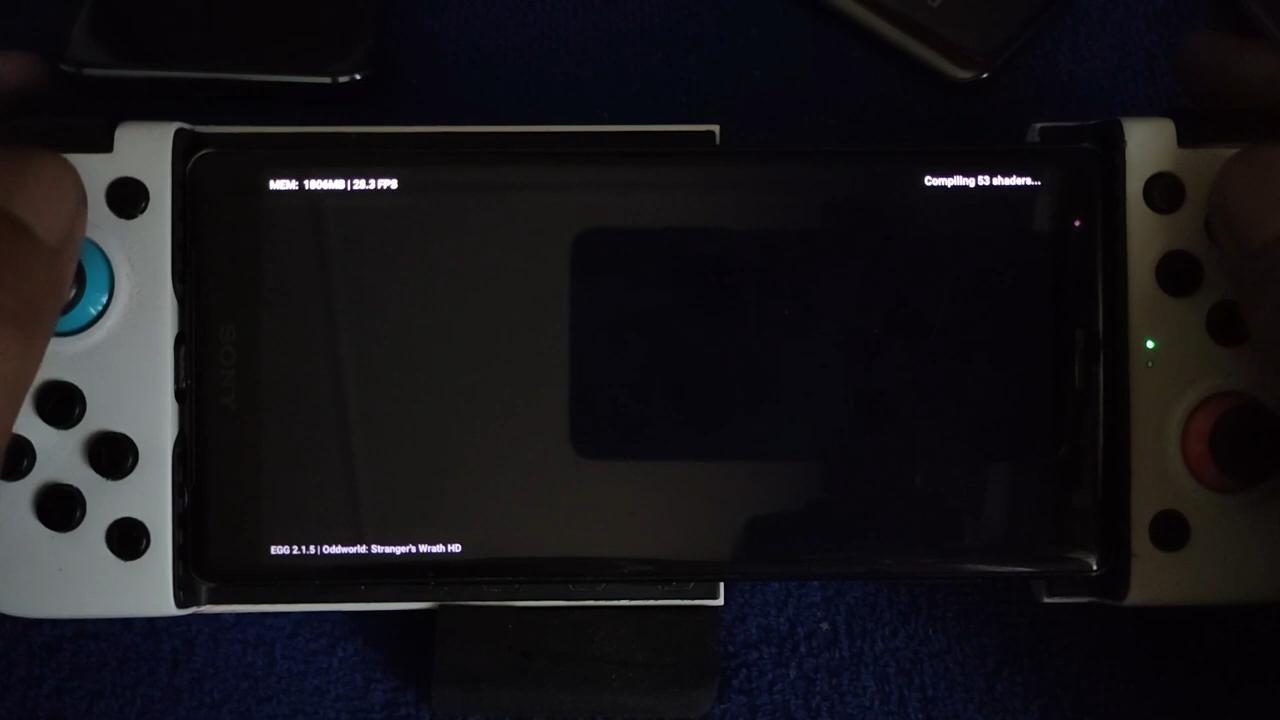 MEM: 1806MB | 28.3 FPS
Compiling 53 shaders...
SONY
EGG 2.1.5 | Oddworld: Stranger's Wrath HD